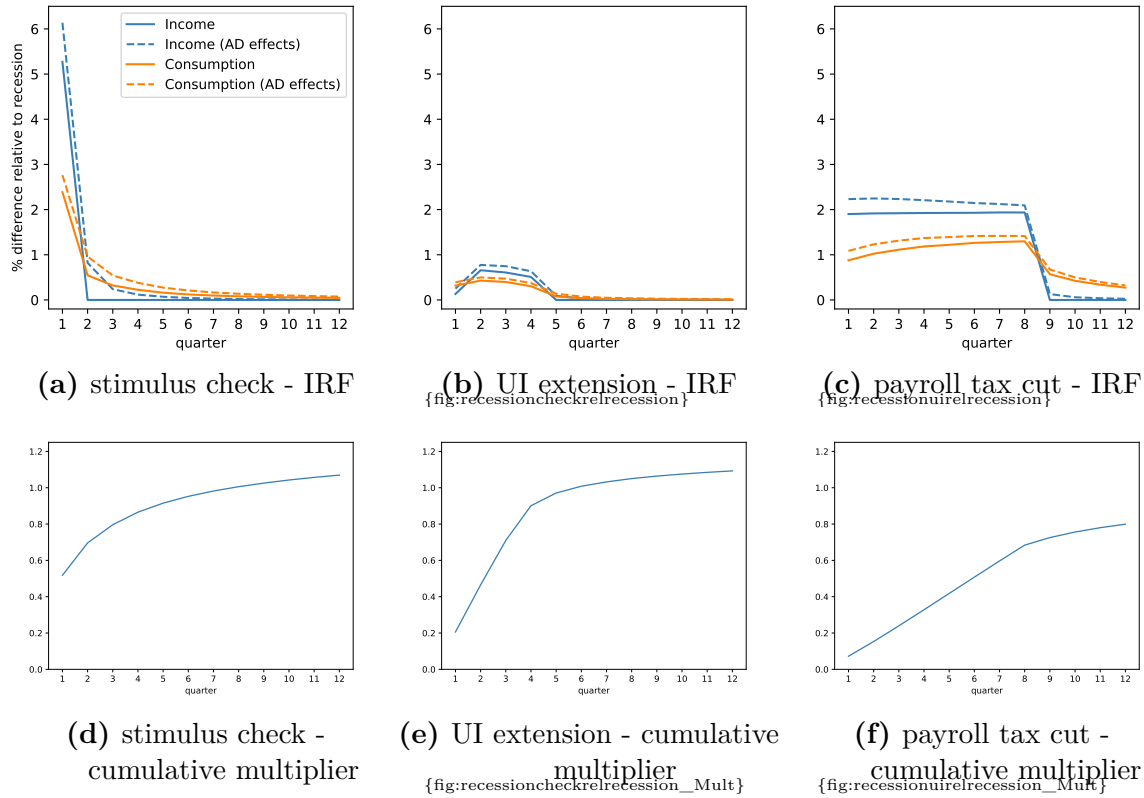 % difference relative to recession
6
5
4
3
2
1
0
Income
Income (AD effects)
Consumption
Consumption (AD effects)
1 2 3 4 5 6 7 8 9 10 11 12
quarter
(a) stimulus check - IRF
6
5
4
3
2
1
0
1 2 3 4 5 6 7 8 9 10 11 12
quarter
(b) UI extension - IRF
{fig:recessioncheckrelrecession}
6
5
4
3
2
1
0
1 2 3 4 5 6 7 8 9 10 11 12
quarter
(c) payroll tax cut - IRF
{fig:recessionuirelrecession}
1.2
1.0
0.8
0.6
0.4
0.2
0.0
1 2 3 4 5 6 7 8 9 10 11 12
quarter
(d) stimulus check -
cumulative multiplier
1.2
1.0
0.8
0.6
0.4
0.2
0.0
1 2 3 4 5 6 7 8 9 10 11 12
quarter
(e) UI extension - cumulative
multiplier
{fig:recessioncheckrelrecession_Mult}
1.2
1.0
0.8
0.6
0.4
0.2
0.0
1 2 3 4 5 6 7 8 9 10 11 12
quarter
(f) payroll tax cut -
cumulative multiplier
{fig:recessionuirelrecession_Mult}